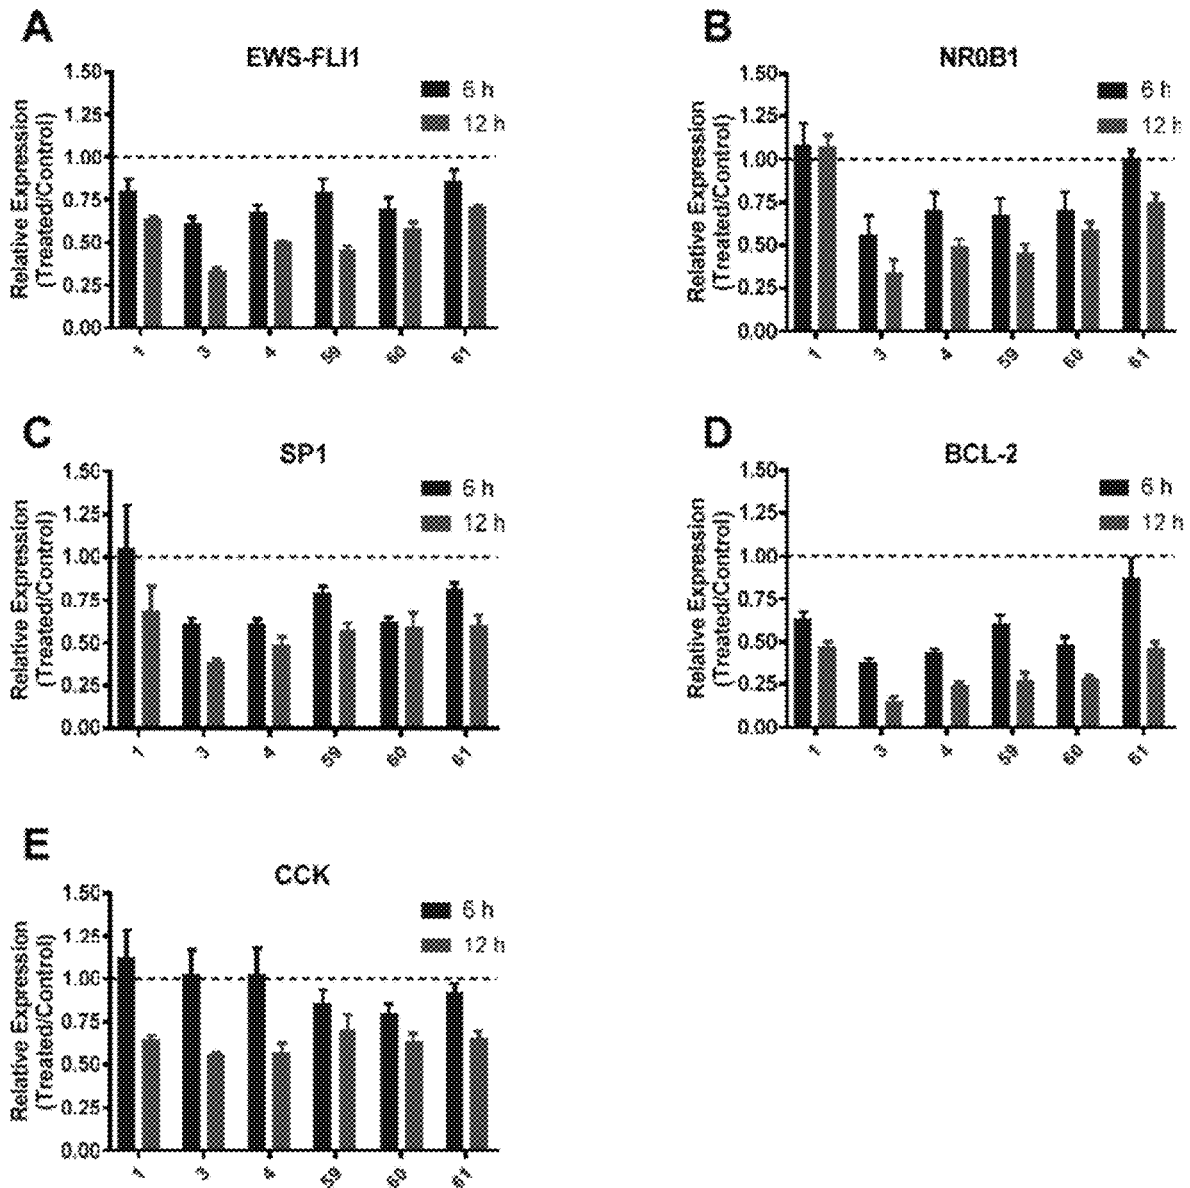 A
EWS-FLI1
1.50
1.25
1.00
0.75
0.50
0.25
0.00
Relative Expression
(Treated/Control)
6 h
12 h
1 3 4 59 60 61
B
NR0B1
1.50
1.25
1.00
0.75
0.50
0.25
0.00
Relative Expression
(Treated/Control)
6 h
12 h
1 3 4 59 60 61
C
SP1
1.50
1.25
1.00
0.75
0.50
0.25
0.00
Relative Expression
(Treated/Control)
6 h
12 h
1 3 4 59 60 61
D
BCL-2
1.50
1.25
1.00
0.75
0.50
0.25
0.00
Relative Expression
(Treated/Control)
6 h
12 h
1 3 4 59 60 61
E
CCK
1.50
1.25
1.00
0.75
0.50
0.25
0.00
Relative Expression
(Treated/Control)
6 h
12 h
1 3 4 59 60 61